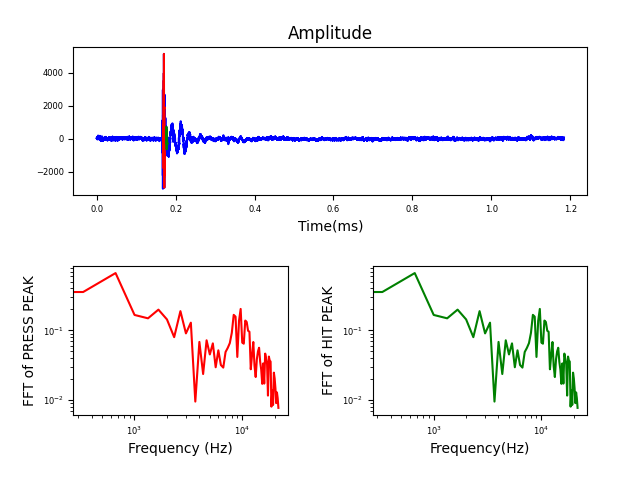 Amplitude
4000
2000
0
−2000
0.0 0.2 0.4 0.6 0.8 1.0 1.2
Time(ms)
FFT of PRESS PEAK
10⁻¹
10⁻²
10³ 10⁴
Frequency (Hz)
FFT of HIT PEAK
10⁻¹
10⁻²
10³ 10⁴
Frequency(Hz)